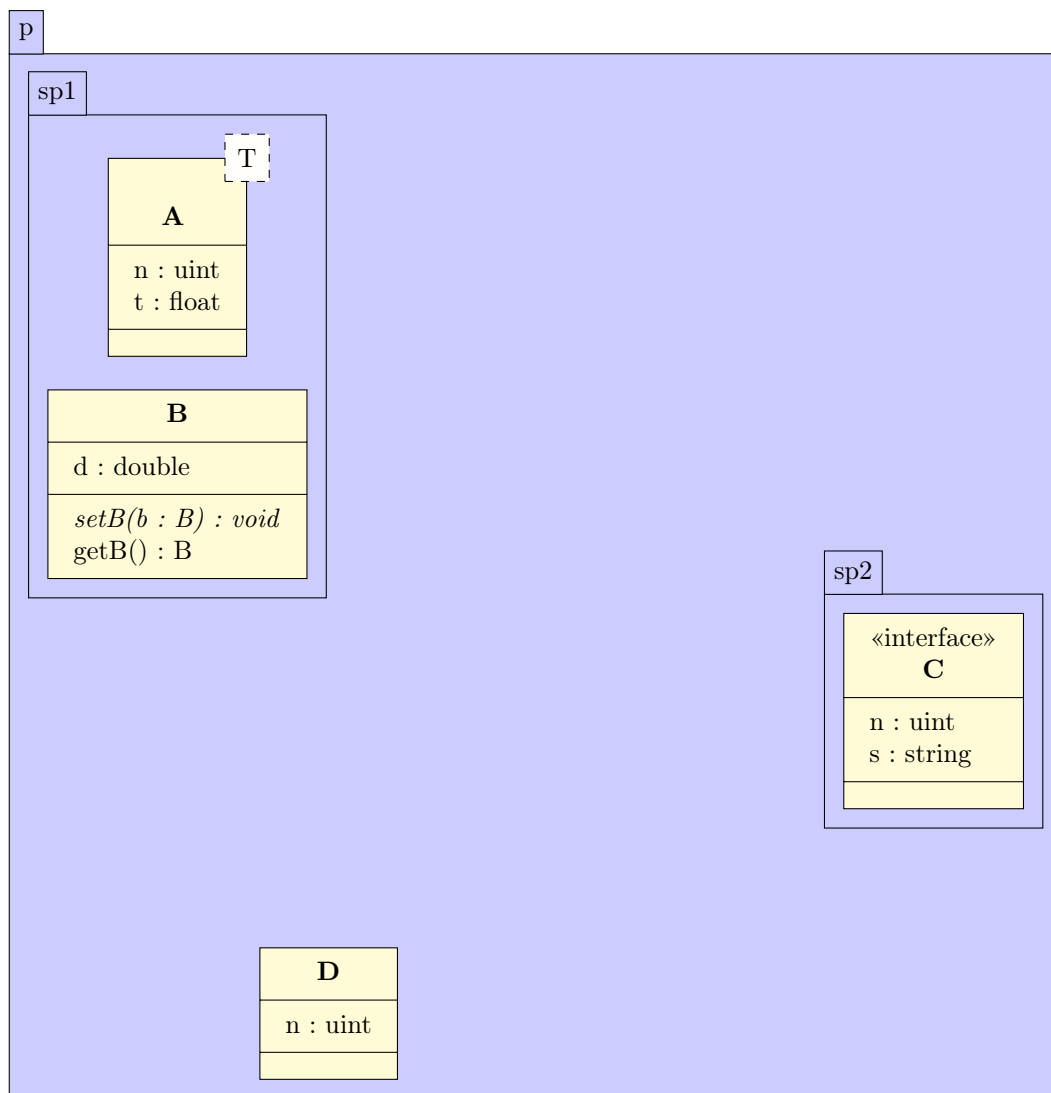 p
sp1
T
A
n : uint
t : float
B
d : double
setB(b : B) : void
getB() : B
sp2
«interface»
C
n : uint
s : string
D
n : uint